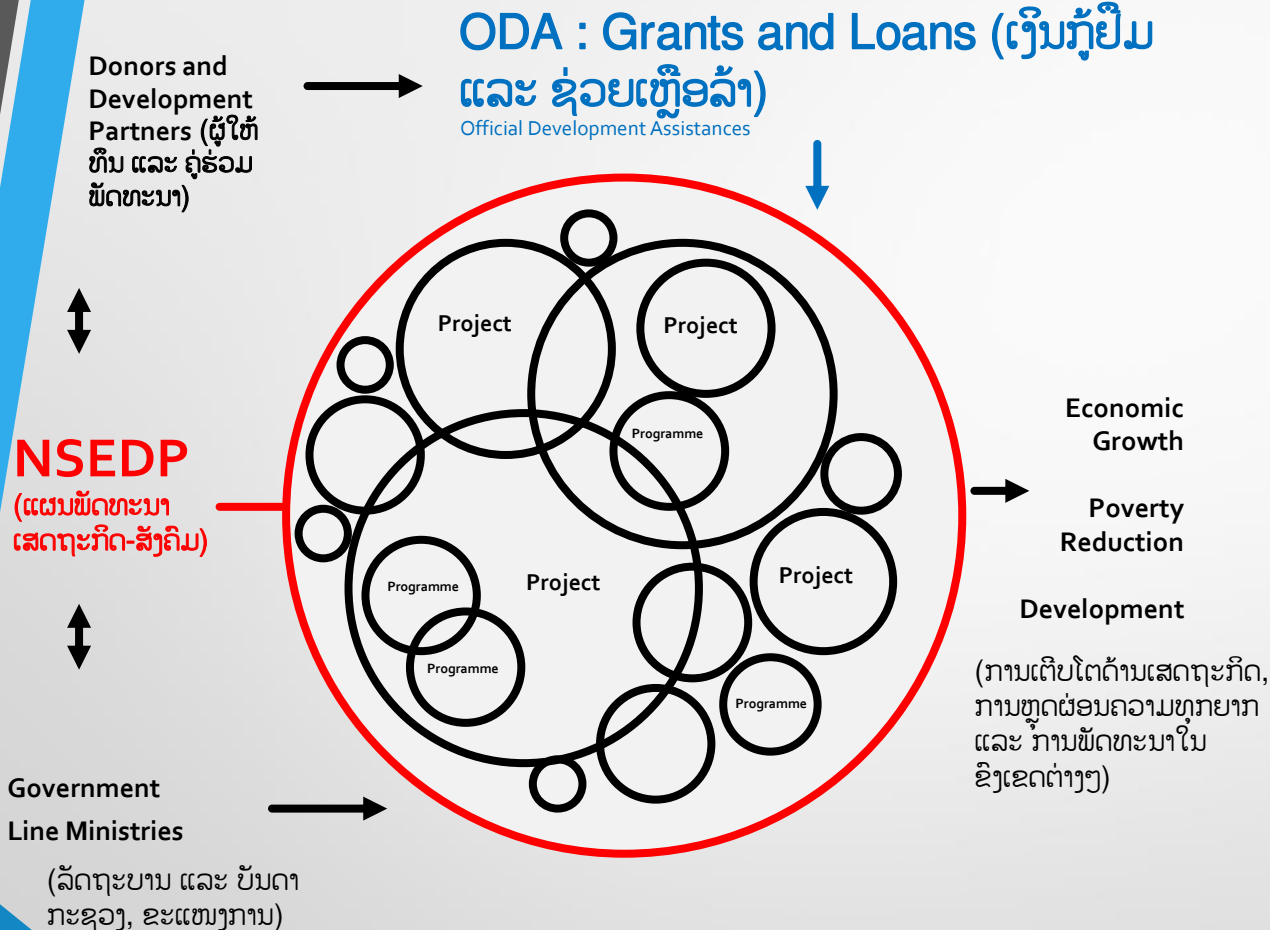 ODA : Grants and Loans (ເງິນກູ້ຢືມ
ແລະ ຊ່ວຍເຫຼືອລ້າ)
Official Development Assistances
Donors and
Development
Partners (ຜູ້ໃຫ້
ທຶນ ແລະ ຄູ່ຮ່ວມ
ພັດທະນາ)
NSEDP
(ແຜນພັດທະນາ
ເສດຖະກິດ-ສັງຄົມ)
Government
Line Ministries
(ລັດຖະບານ ແລະ ບັນດາ
ກະຊວງ, ຂະແໜງການ)
Project
Project
Programme
Programme
Project
Programme
Project
Programme
Economic
Growth
Poverty
Reduction
Development
(ການເຕີບໂຕດ້ານເສດຖະກິດ,
ການຫຼຸດຜ່ອນຄວາມທຸກຍາກ
ແລະ ການພັດທະນາໃນ
ຂົງເຂດຕ່າງໆ)